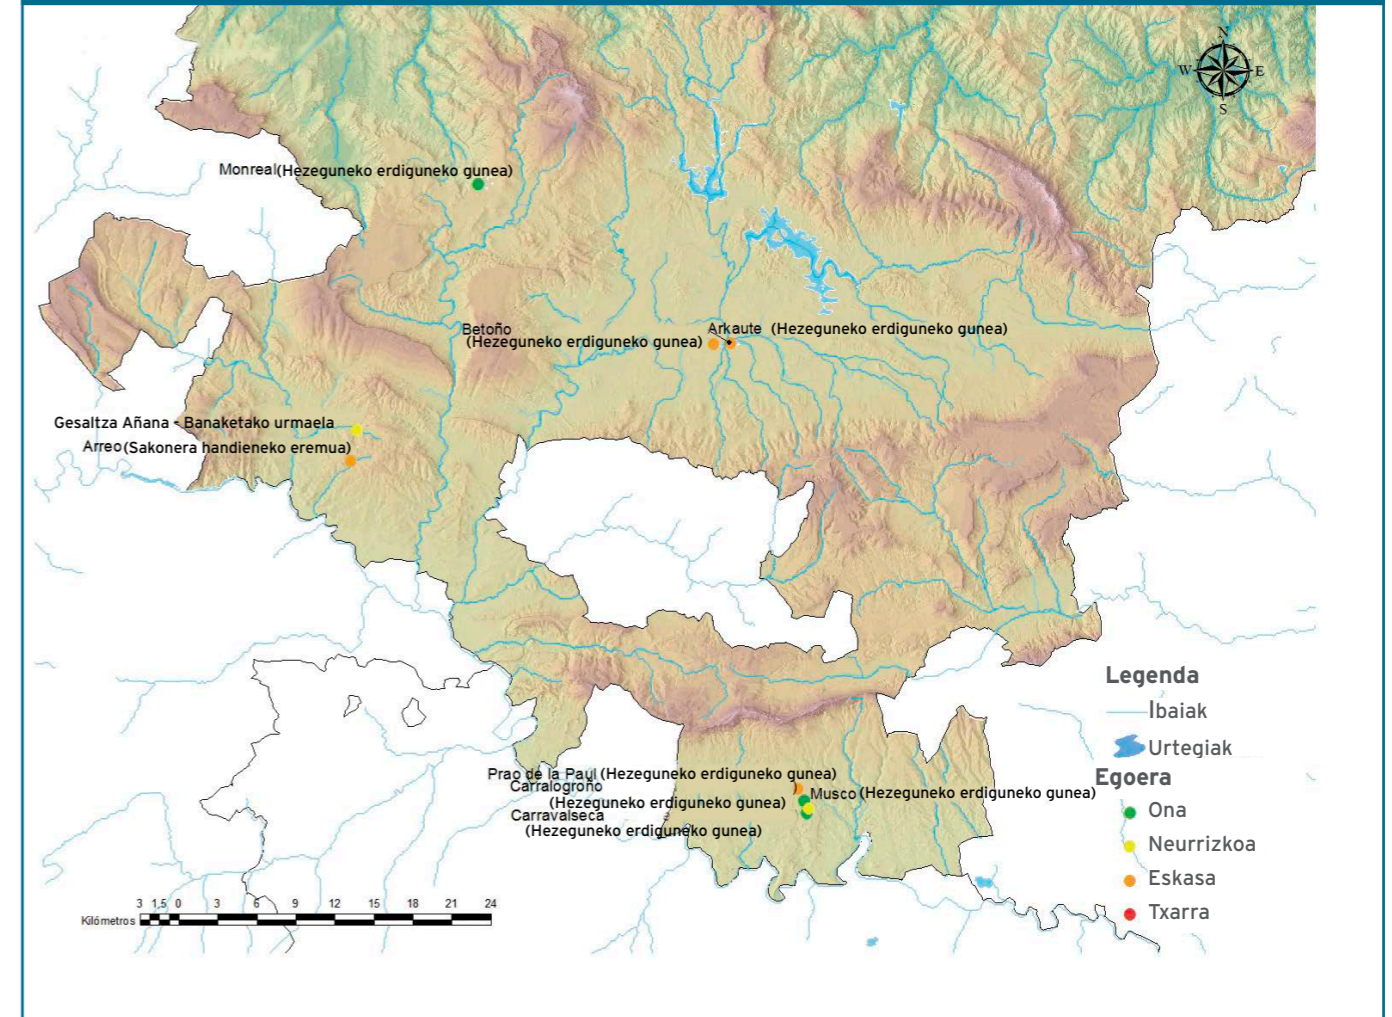 N
W E
S
Monreal(Hezeguneko erdiguneko gunea)
Betoño
(Hezeguneko erdiguneko gunea)
Arkaute (Hezeguneko erdiguneko gunea)
Gesaltza Añana - Banaketako urmaela
Arreo(Sakonera handieneko eremua)
Prao de la Paul (Hezeguneko erdiguneko gunea)
Carralogroño
(Hezeguneko erdiguneko gunea)
Musco(Hezeguneko erdiguneko gunea)
Carravalseca
(Hezeguneko erdiguneko gunea)
Legenda
Ibaiak
Urtegiak
Egoera
Ona
Neurrizkoa
Eskasa
Txarra
3 1,5 0 3 6 9 12 15 18 21 24
Kilómetros